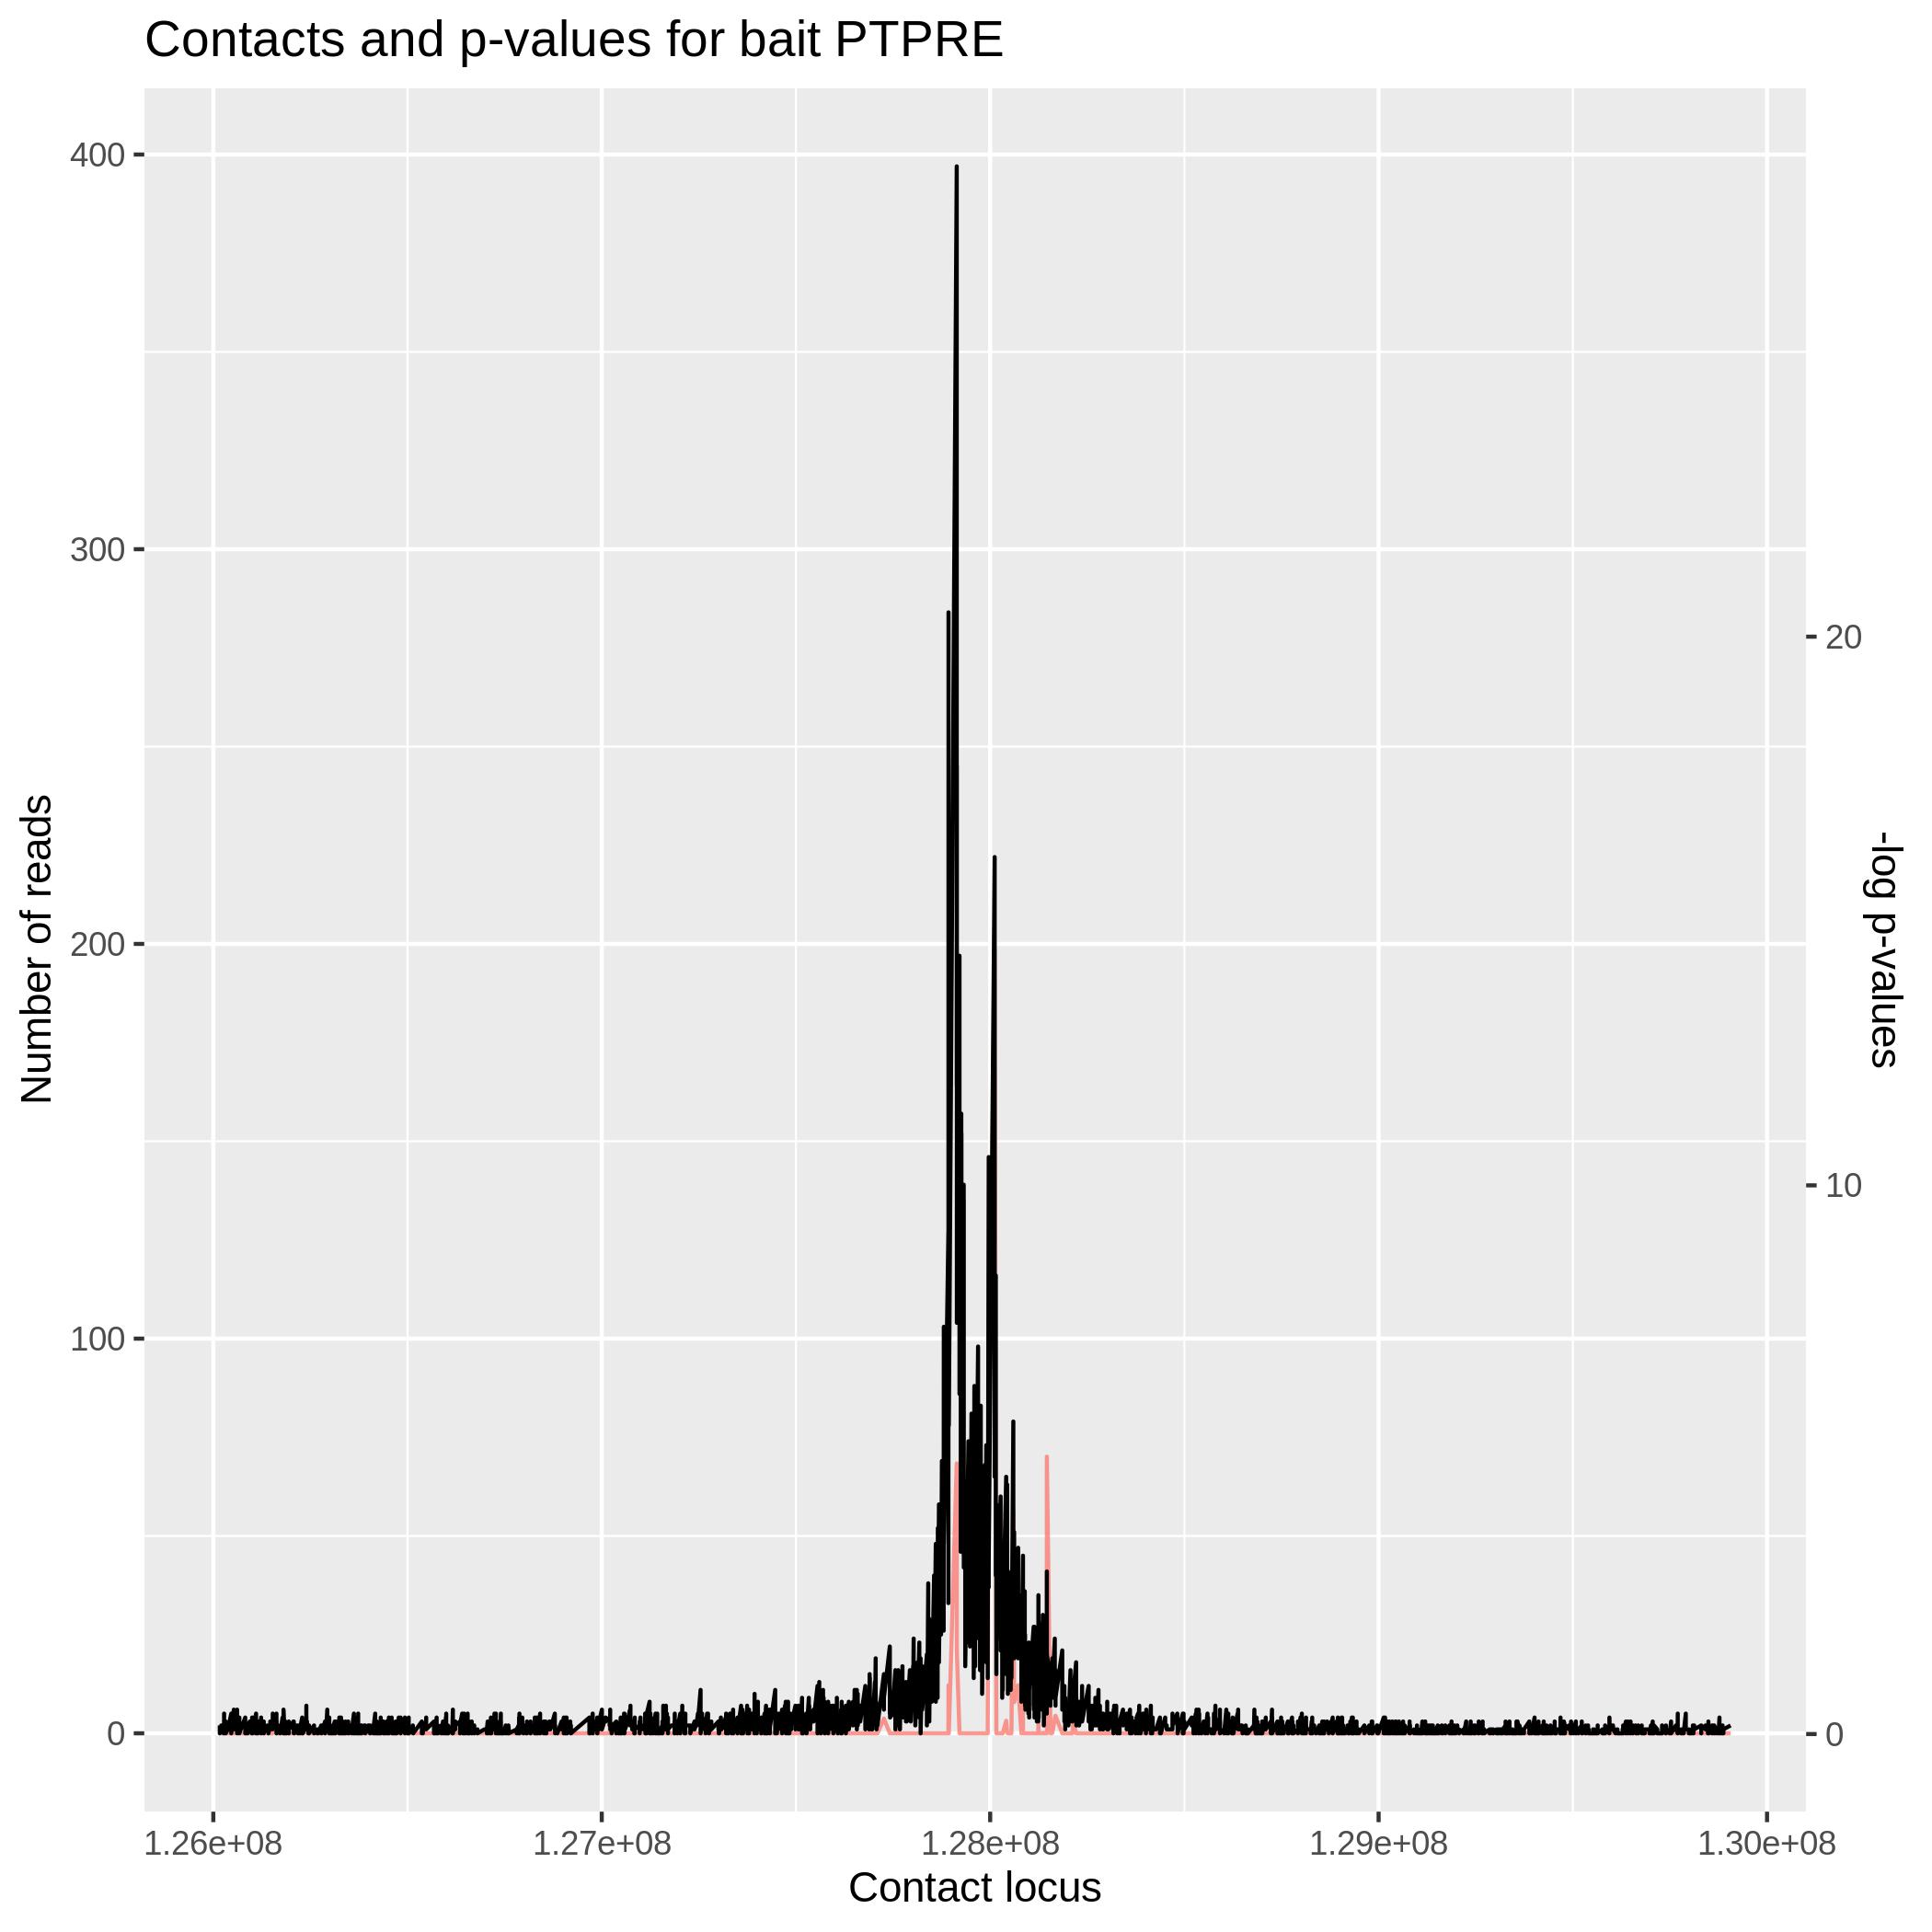 Contacts and p-values for bait PTPRE
400
300
200
100
0
Number of reads
20
10
0
-log p-values
1.26e+08 1.27e+08 1.28e+08 1.29e+08 1.30e+08
Contact locus